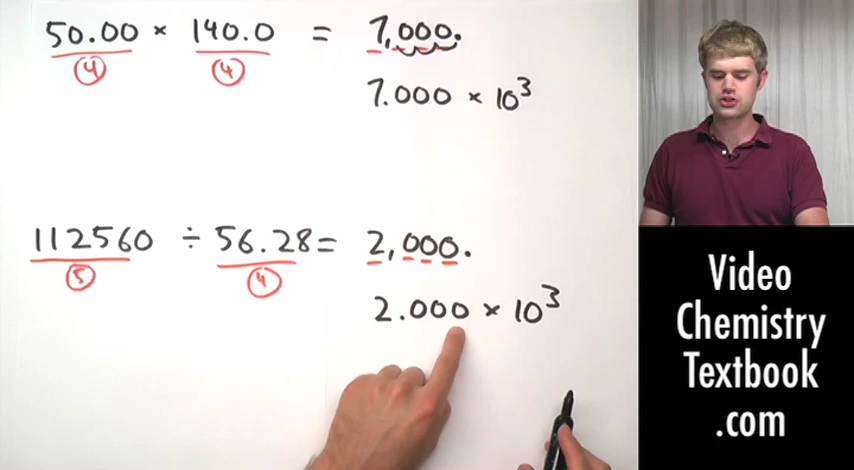 50.00 × 140.0 = 7,000.
4 4
7.000 × 10³
112560 ÷ 56.28 = 2,000.
5 4
2.000 × 10³
Video
Chemistry
Textbook
.com